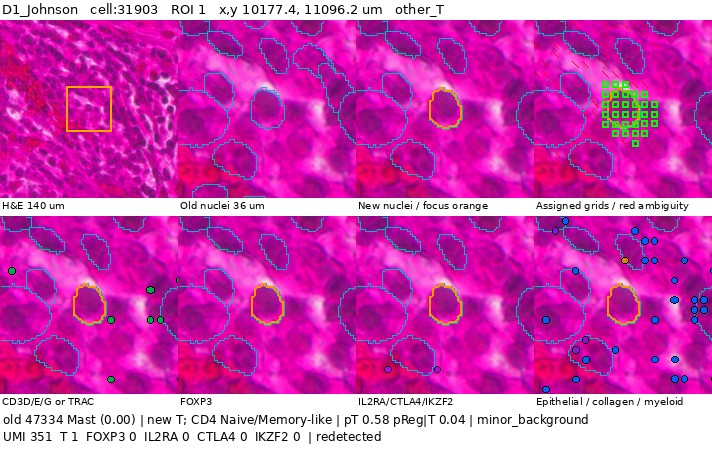 D1_Johnson cell:31903 ROI 1 x,y 10177.4, 11096.2 um other_T
H&E 140 um
Old nuclei 36 um
New nuclei / focus orange
Assigned grids / red ambiguity
CD3D/E/G or TRAC
FOXP3
IL2RA/CTLA4/IKZF2
Epithelial / collagen / myeloid
old 47334 Mast (0.00) | new T; CD4 Naive/Memory-like | pT 0.58 pReg|T 0.04 | minor_background
UMI 351 T 1 FOXP3 0 IL2RA 0 CTLA4 0 IKZF2 0 | redetected